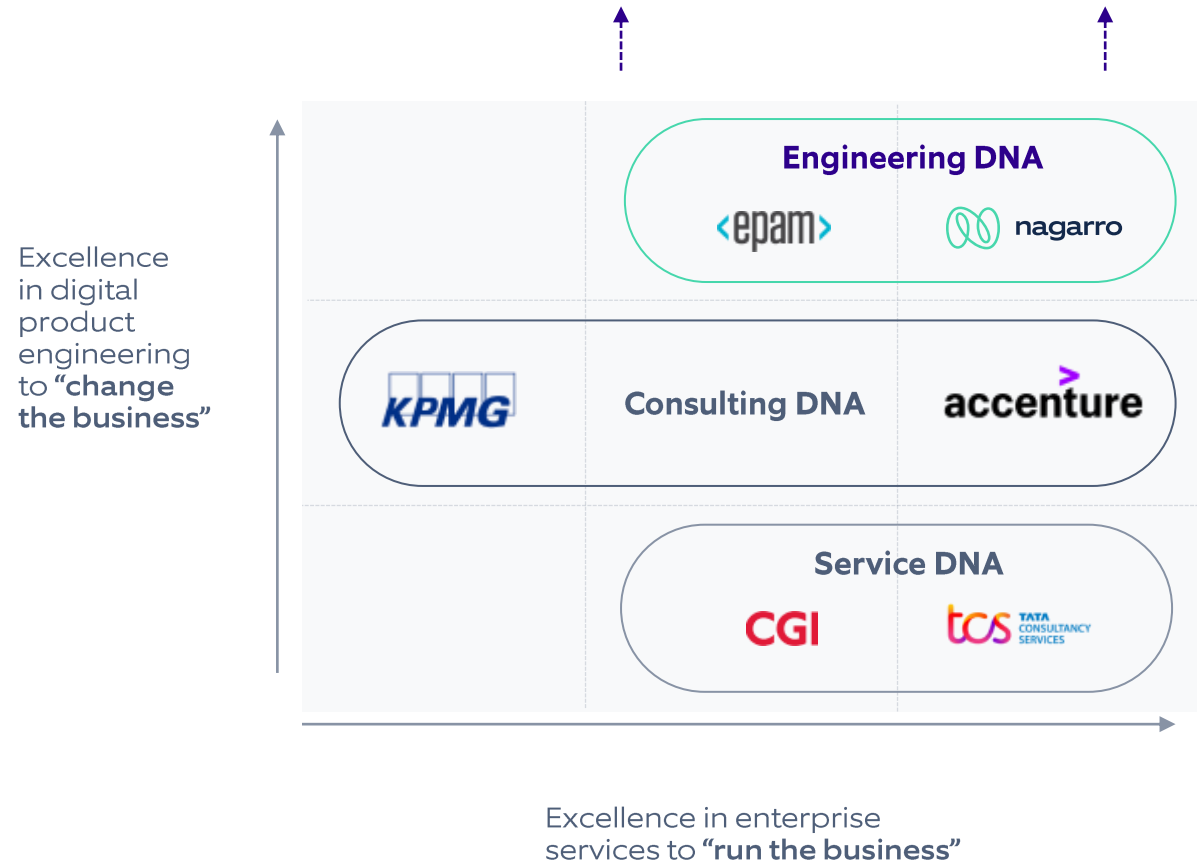 Engineering DNA
<epam>
nagarro
Excellence
in digital
product
engineering
to “change
the business”
KPMG
Consulting DNA
accenture
Service DNA
CGI
tcs TATA
CONSULTANCY
SERVICES
Excellence in enterprise
services to “run the business”